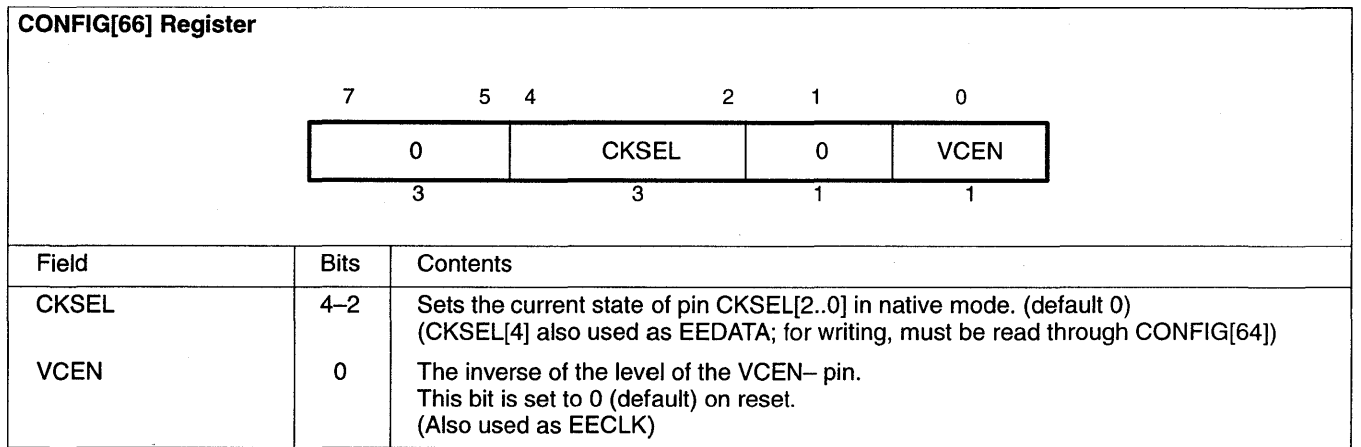 CONFIG[66] Register
7 5 4 2 1 0
0 CKSEL 0 VCEN
3 3 1 1
Field Bits Contents
CKSEL 4–2 Sets the current state of pin CKSEL[2..0] in native mode. (default 0)
(CKSEL[4] also used as EEDATA; for writing, must be read through CONFIG[64])
VCEN 0 The inverse of the level of the VCEN– pin.
This bit is set to 0 (default) on reset.
(Also used as EECLK)